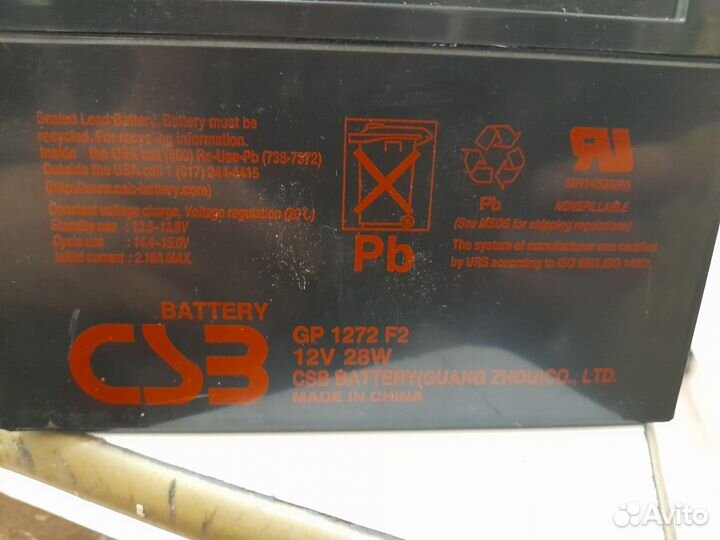 Sealed Lead-Battery. Battery must be
recycled. For recycling information:
Inside the USA call (800) Re-Use-Pb (738-7372)
Outside the USA call 1 (617) 244-4415
(http://www.csb-battery.com)
Constant voltage charge, Voltage regulation (20℃)
Standby use : 13.5-13.8V
Cycle use : 14.4-15.0V
Initial current : 2.16A MAX.
Pb
Pb
(See MSDS for shipping regulations)
The system of manufacturer was certified
by URS according to ISO 9001, ISO 14001.
RU
MH14533(N)
NONSPILLABLE
BATTERY
CSB
GP 1272 F2
12V 28W
CSB BATTERY(GUANG ZHOU)CO., LTD.
MADE IN CHINA
Avito